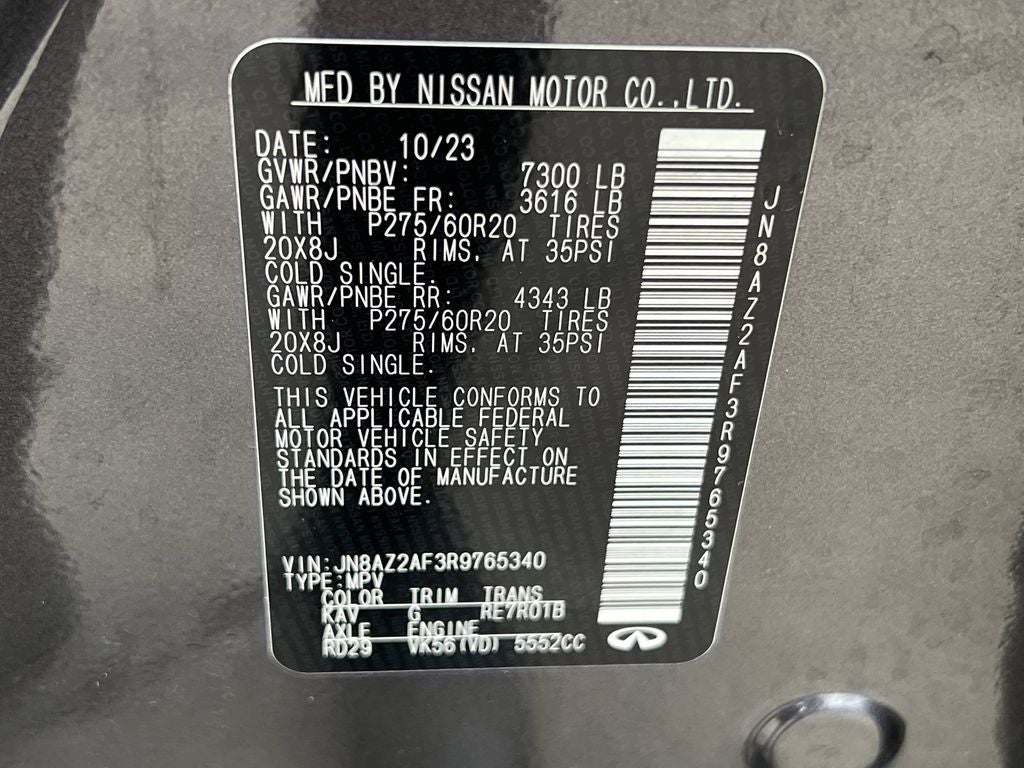 MFD BY NISSAN MOTOR CO.,LTD.
DATE: 10/23
GVWR/PNBV: 7300 LB
GAWR/PNBE FR: 3616 LB
WITH P275/60R20 TIRES
20X8J RIMS, AT 35PSI
COLD SINGLE.
GAWR/PNBE RR: 4343 LB
WITH P275/60R20 TIRES
20X8J RIMS, AT 35PSI
COLD SINGLE.
THIS VEHICLE CONFORMS TO
ALL APPLICABLE FEDERAL
MOTOR VEHICLE SAFETY
STANDARDS IN EFFECT ON
THE DATE OF MANUFACTURE
SHOWN ABOVE.
VIN:JN8AZ2AF3R9765340
TYPE:MPV
COLOR TRIM TRANS
KAV G RE7R01B
AXLE ENGINE
RD29 VK56(VD) 5552CC
JN8AZ2AF3R9765340